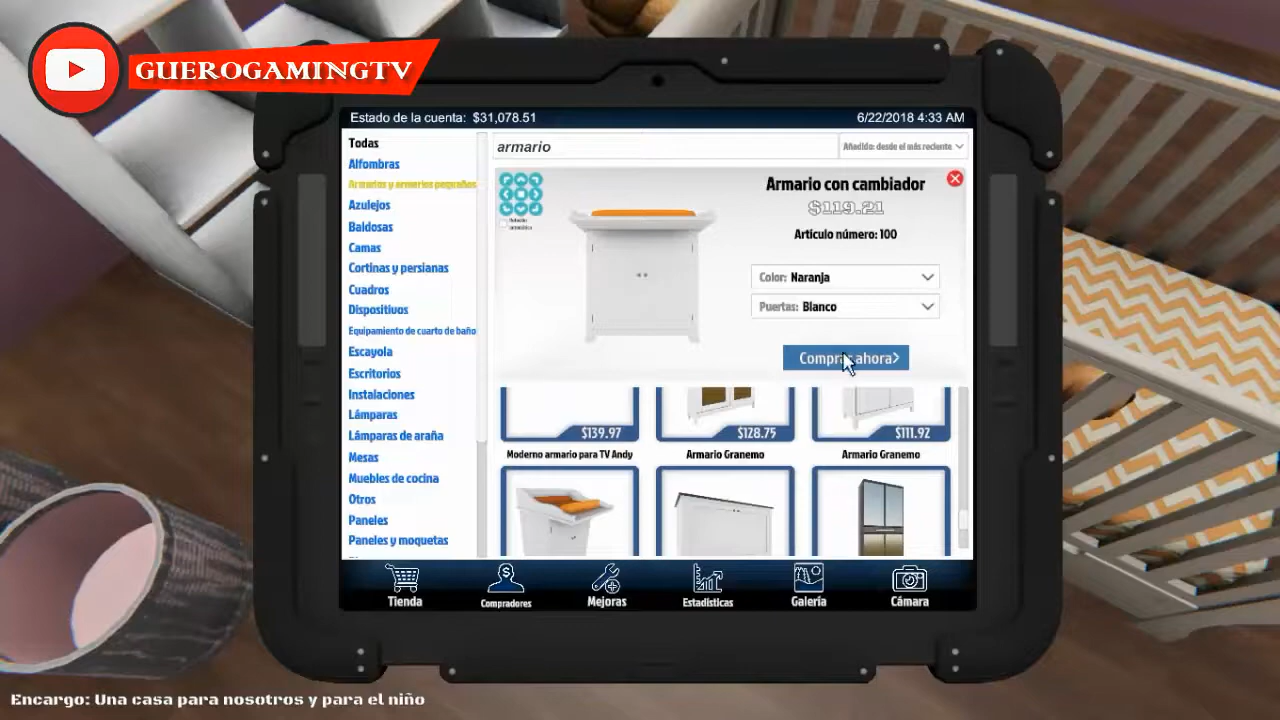 GUEROGAMINGTV
Estado de la cuenta: $31,078.51
6/22/2018 4:33 AM
Todas
Alfombras
Armarios y armarios pequeños
Azulejos
Baldosas
Camas
Cortinas y persianas
Cuadros
Dispositivos
Equipamiento de cuarto de baño
Escayola
Escritorios
Instalaciones
Lámparas
Lámparas de araña
Mesas
Muebles de cocina
Otros
Paneles
Paneles y moquetas
armario
Añadido: desde el más reciente
Armario con cambiador
$119.21
Artículo número: 100
Color: Naranja
Puertas: Blanco
Comprar ahora>
$139.97
$128.75
$111.92
Moderno armario para TV Andy
Armario Granemo
Armario Granemo
Tienda
Compradores
Mejoras
Estadísticas
Galería
Cámara
Encargo: Una casa para nosotros y para el niño